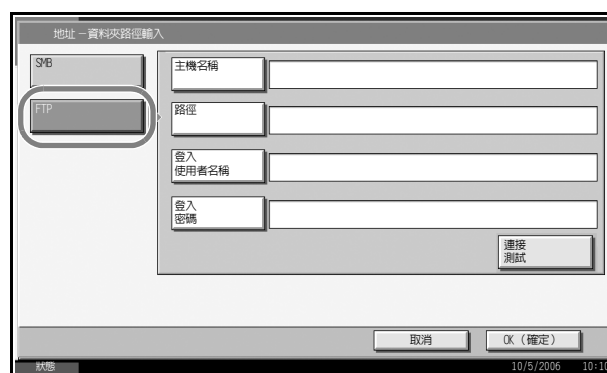 地址 – 資料夾路徑輸入
SMB
FTP
主機名稱
路徑
登入
使用者名稱
登入
密碼
連接
測試
取消
OK（確定）
狀態
10/5/2006 10:10